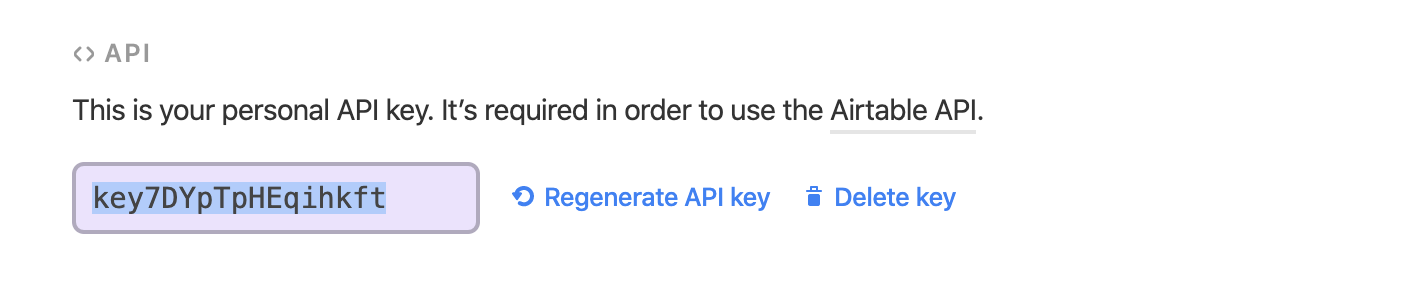 <> API
This is your personal API key. It’s required in order to use the Airtable API.
key7DYpTpHEqihkft Regenerate API key Delete key